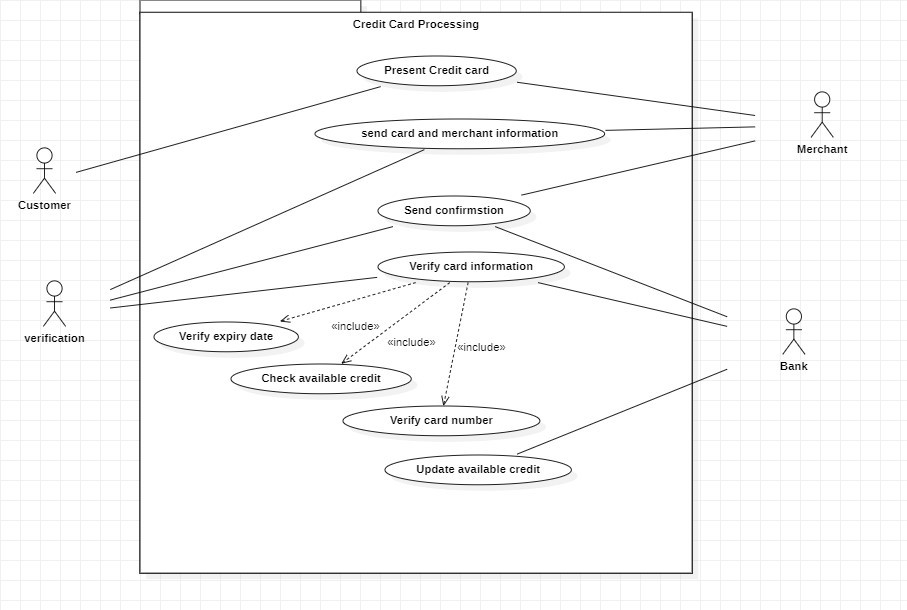 Credit Card Processing
Present Credit card
send card and merchant information
Merchant
Customer
Send confirmstion
Verify card information
verification
Verify expiry date
«include»
«include»
«include»
Bank
Check available credit
Verify card number
Update available credit